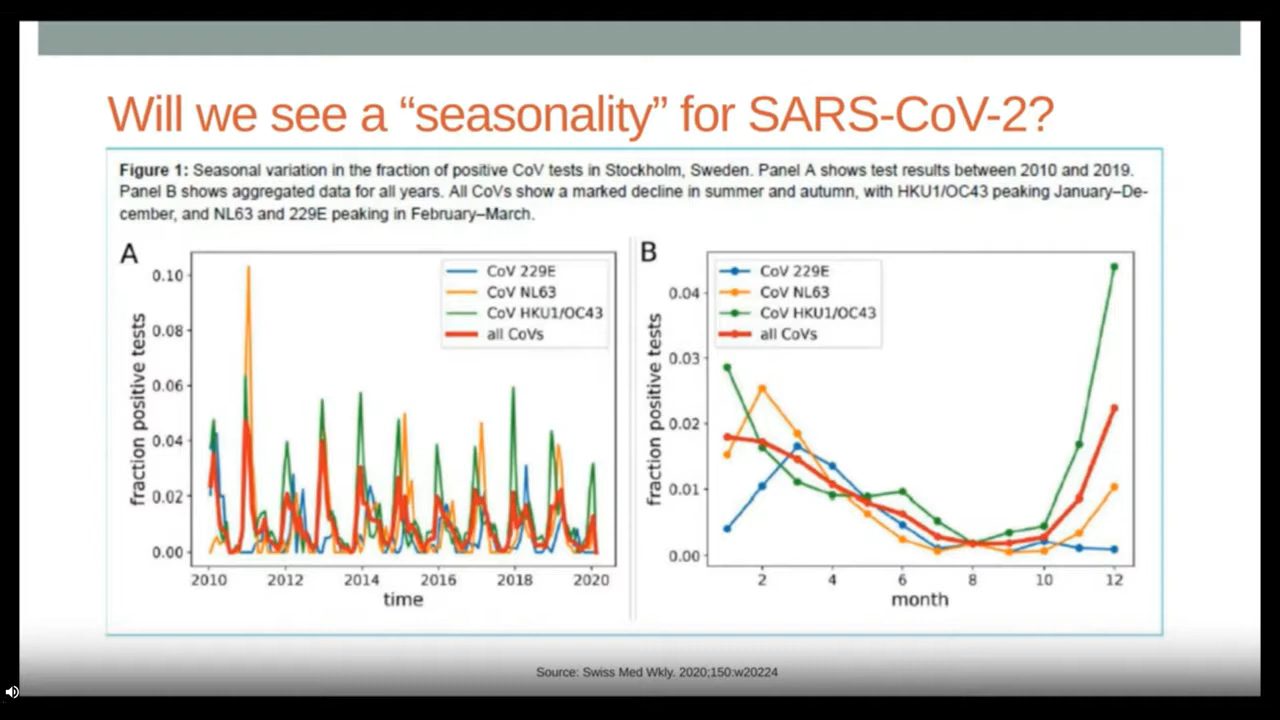 Will we see a “seasonality” for SARS-CoV-2?
Figure 1: Seasonal variation in the fraction of positive CoV tests in Stockholm, Sweden. Panel A shows test results between 2010 and 2019.
Panel B shows aggregated data for all years. All CoVs show a marked decline in summer and autumn, with HKU1/OC43 peaking January–De-
cember, and NL63 and 229E peaking in February–March.
A
fraction positive tests
0.10
0.08
0.06
0.04
0.02
0.00
CoV 229E
CoV NL63
CoV HKU1/OC43
all CoVs
2010 2012 2014 2016 2018 2020
time
B
fraction positive tests
0.04
0.03
0.02
0.01
0.00
CoV 229E
CoV NL63
CoV HKU1/OC43
all CoVs
2 4 6 8 10 12
month
Source: Swiss Med Wkly. 2020;150:w20224